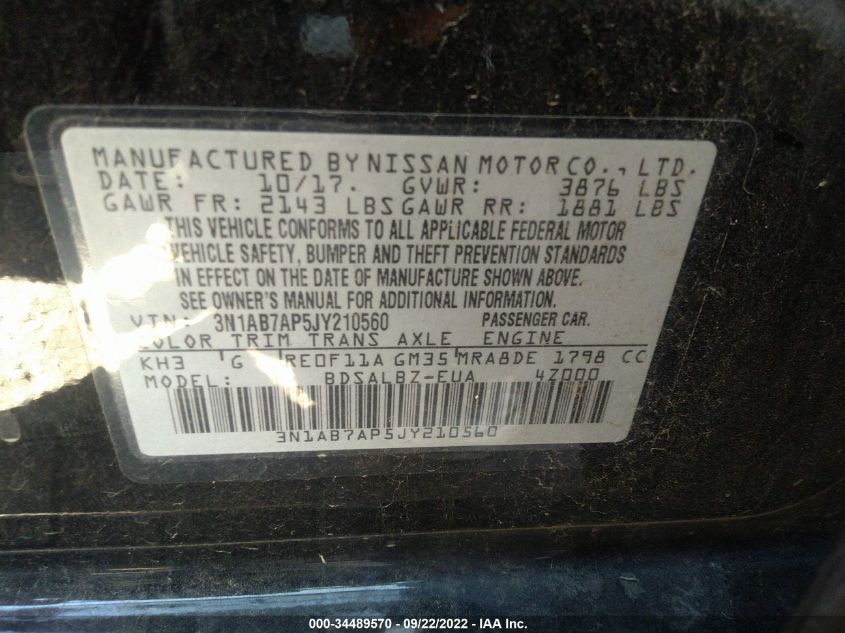 MANUFACTURED BY NISSAN MOTOR CO., LTD.
DATE: 10/17. GVWR: 3876 LBS
GAWR FR: 2143 LBS GAWR RR: 1881 LBS
THIS VEHICLE CONFORMS TO ALL APPLICABLE FEDERAL MOTOR
VEHICLE SAFETY, BUMPER AND THEFT PREVENTION STANDARDS
IN EFFECT ON THE DATE OF MANUFACTURE SHOWN ABOVE.
SEE OWNER'S MANUAL FOR ADDITIONAL INFORMATION.
VIN: 3N1AB7AP5JY210560 PASSENGER CAR.
COLOR TRIM TRANS AXLE ENGINE
KH3 'G 'RE0F11A GM35'MRA8DE 1798 CC
MODEL: BDSALBZ-EUA 4Z000
3N1AB7AP5JY210560
000-34489570 - 09/22/2022 - IAA Inc.